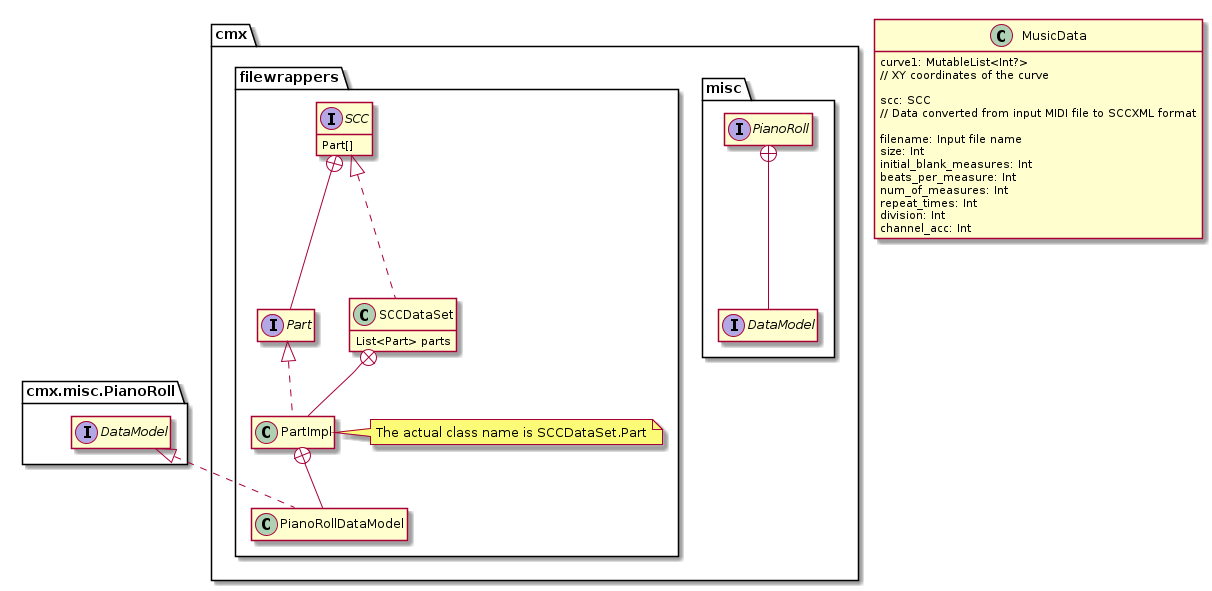 cmx
filewrappers
I SCC
Part[]
I Part
C SCCDataSet
List<Part> parts
C PartImpl
The actual class name is SCCDataSet.Part
C PianoRollDataModel
cmx.misc.PianoRoll
I DataModel
misc
I PianoRoll
I DataModel
C MusicData
curve1: MutableList<Int?>
// XY coordinates of the curve
scc: SCC
// Data converted from input MIDI file to SCCXML format
filename: Input file name
size: Int
initial_blank_measures: Int
beats_per_measure: Int
num_of_measures: Int
repeat_times: Int
division: Int
channel_acc: Int